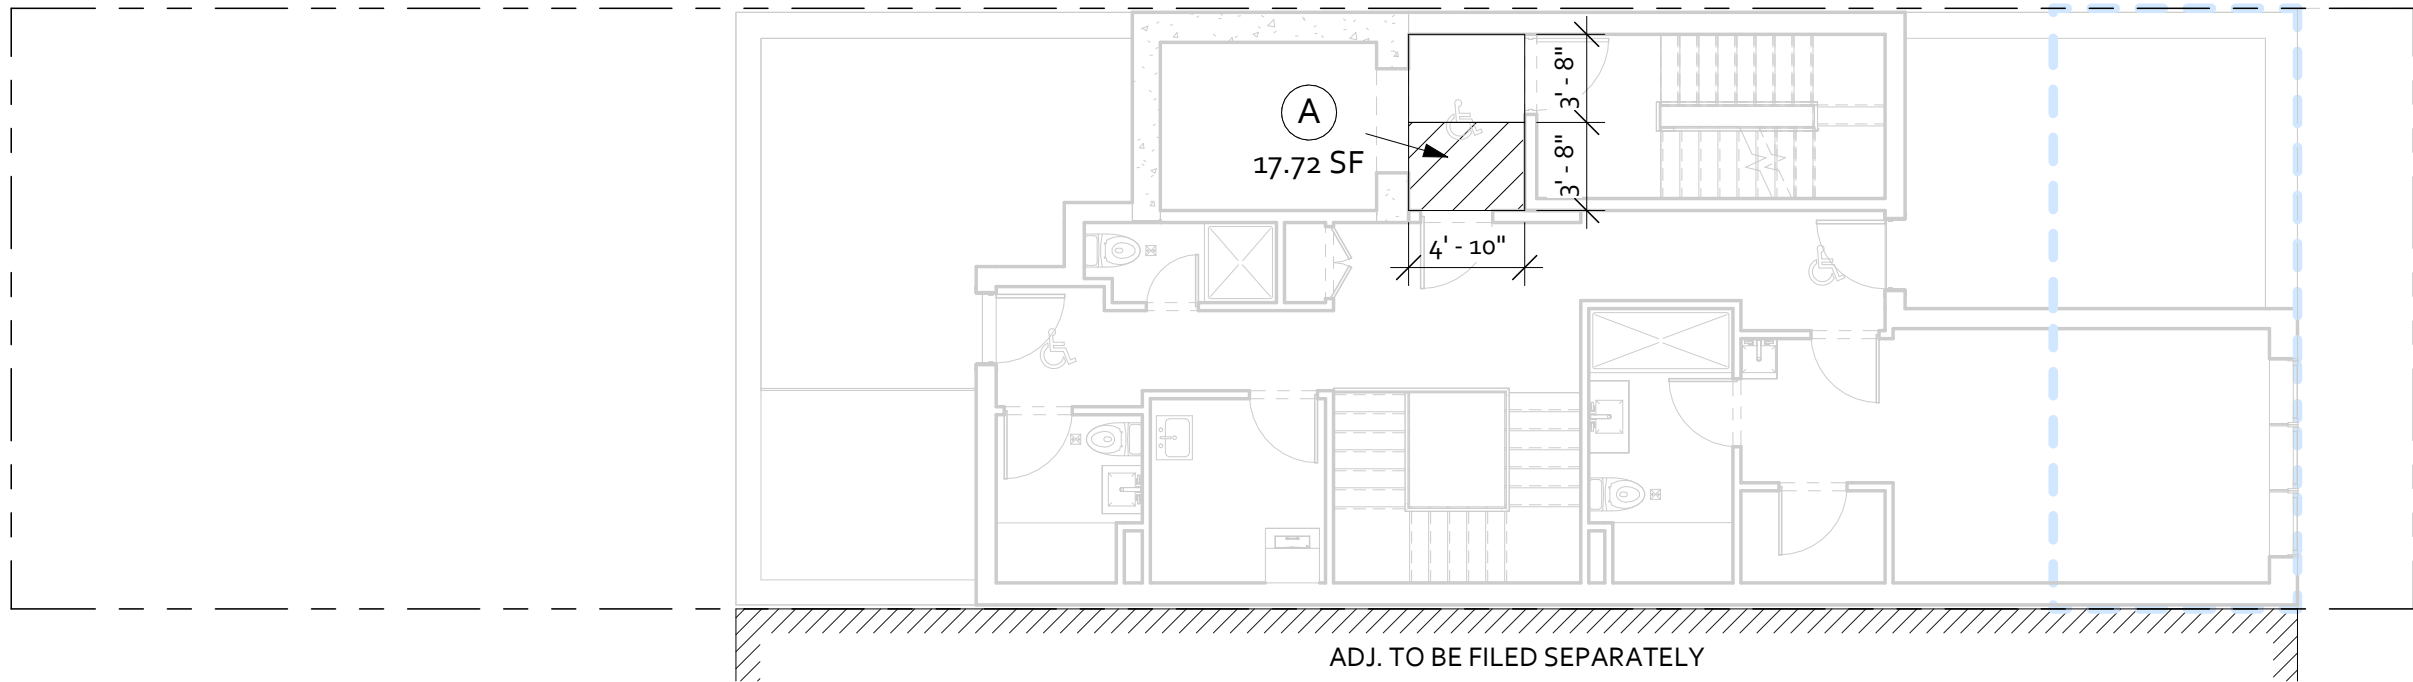 3' - 8"
A
17.72 SF
3' - 8"
4' - 10"
ADJ. TO BE FILED SEPARATELY